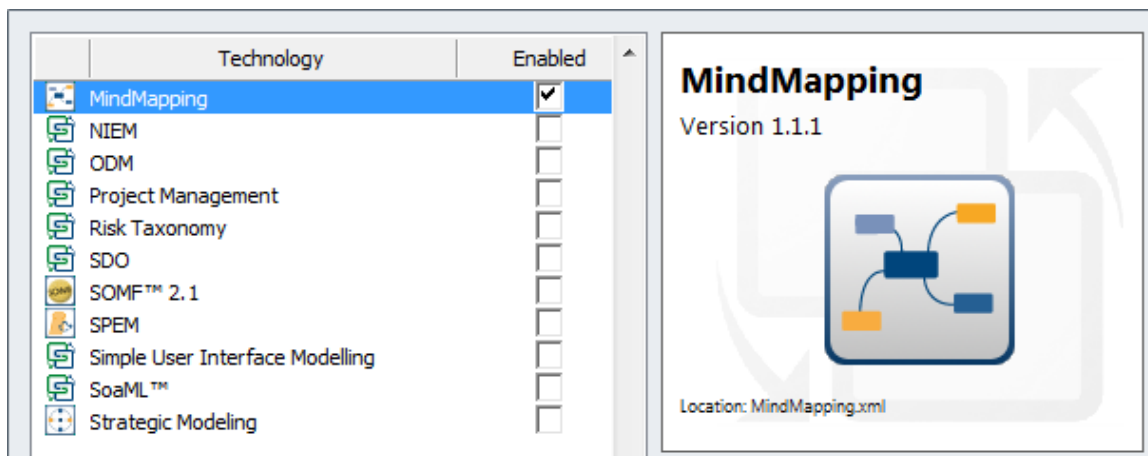 Technology Enabled
MindMapping
NIEM
ODM
Project Management
Risk Taxonomy
SDO
SOMF™ 2.1
SPEM
Simple User Interface Modelling
SoaML™
Strategic Modeling
MindMapping
Version 1.1.1
Location: MindMapping.xml